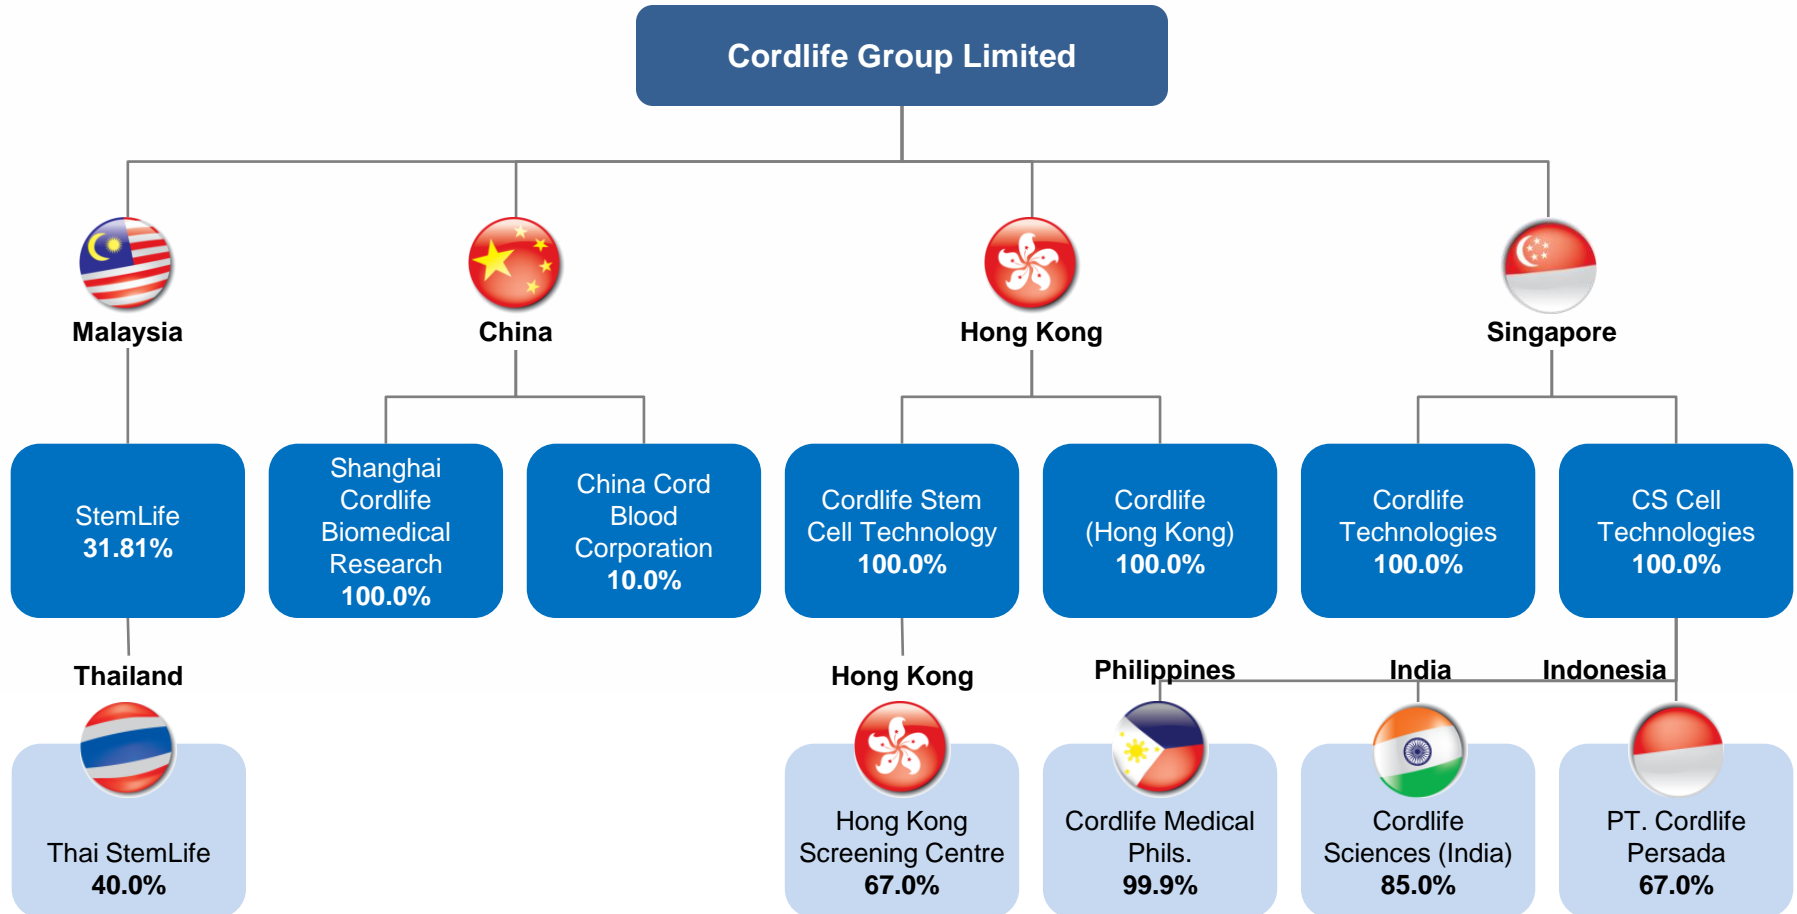 Cordlife Group Limited
Malaysia
China
Hong Kong
Singapore
StemLife
31.81%
Shanghai
Cordlife
Biomedical
Research
100.0%
China Cord
Blood
Corporation
10.0%
Cordlife Stem
Cell Technology
100.0%
Cordlife
(Hong Kong)
100.0%
Cordlife
Technologies
100.0%
CS Cell
Technologies
100.0%
Thailand
Hong Kong
Philippines
India
Indonesia
Thai StemLife
40.0%
Hong Kong
Screening Centre
67.0%
Cordlife Medical
Phils.
99.9%
Cordlife
Sciences (India)
85.0%
PT. Cordlife
Persada
67.0%